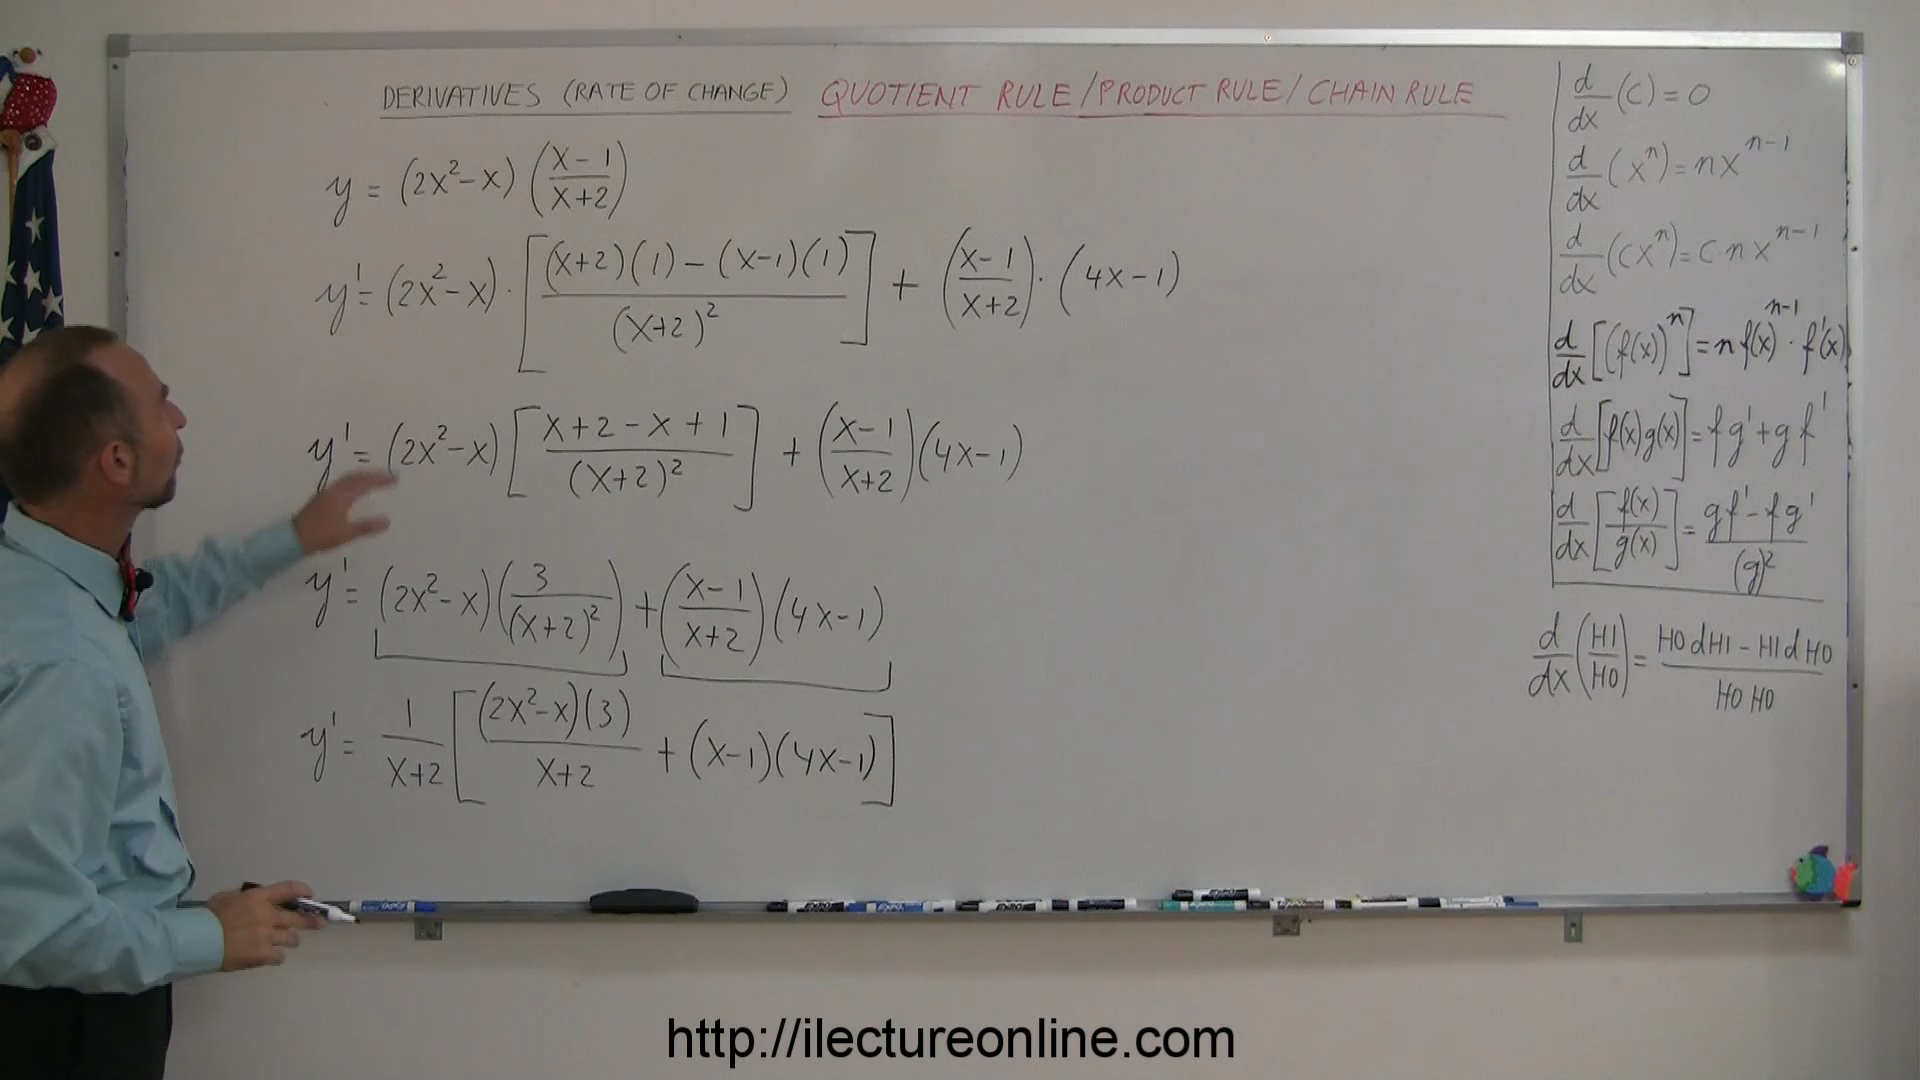 DERIVATIVES (RATE OF CHANGE) QUOTIENT RULE/PRODUCT RULE/CHAIN RULE
y = (2x²-x) ((x-1)/(x+2))
y' = (2x²-x) · [((x+2)(1) - (x-1)(1))/(x+2)²] + ((x-1)/(x+2)) · (4x-1)
y' = (2x²-x) [(x+2-x+1)/(x+2)²] + ((x-1)/(x+2)) (4x-1)
y' = (2x²-x) (3/(x+2)²) + ((x-1)/(x+2)) (4x-1)
y' = 1/(x+2) [(2x²-x)(3)/(x+2) + (x-1)(4x-1)]
d/dx (c) = 0
d/dx (xⁿ) = nxⁿ⁻¹
d/dx (cxⁿ) = c·nxⁿ⁻¹
d/dx [(f(x))ⁿ] = n f(x)ⁿ⁻¹ · f'(x)
d/dx [f(x)g(x)] = fg' + gf'
d/dx [f(x)/g(x)] = (gf' - fg')/(g)²
d/dx (HI/HO) = (HO dHI - HI dHO)/(HO HO)
http://ilectureonline.com